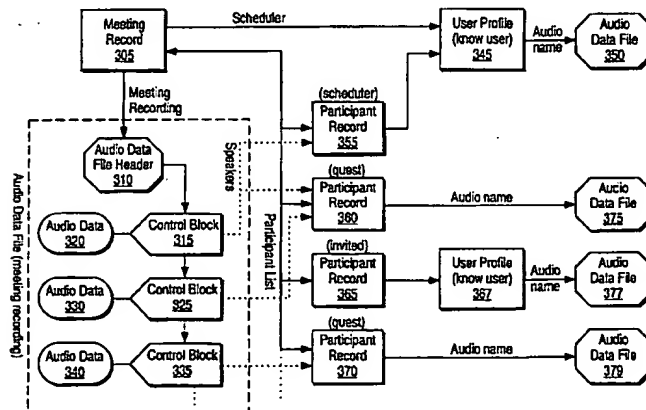 Meeting
Record
305
Scheduler
User Profile
(know user)
345
Audio
name
Audio
Data File
350
Meeting
Recording
(scheduler)
Participant
Record
355
Audio Data
File Header
310
Speakers
(guest)
Participant
Record
360
Audio name
Audio
Data File
375
Audio Data
320
Control Block
315
Participant List
(invited)
Participant
Record
365
User Profile
(know user)
367
Audio
name
Audio
Data File
377
Audio Data
330
Control Block
325
(guest)
Participant
Record
370
Audio name
Audio
Data File
379
Audio Data
340
Control Block
335
Audio Data File (meeting recording)